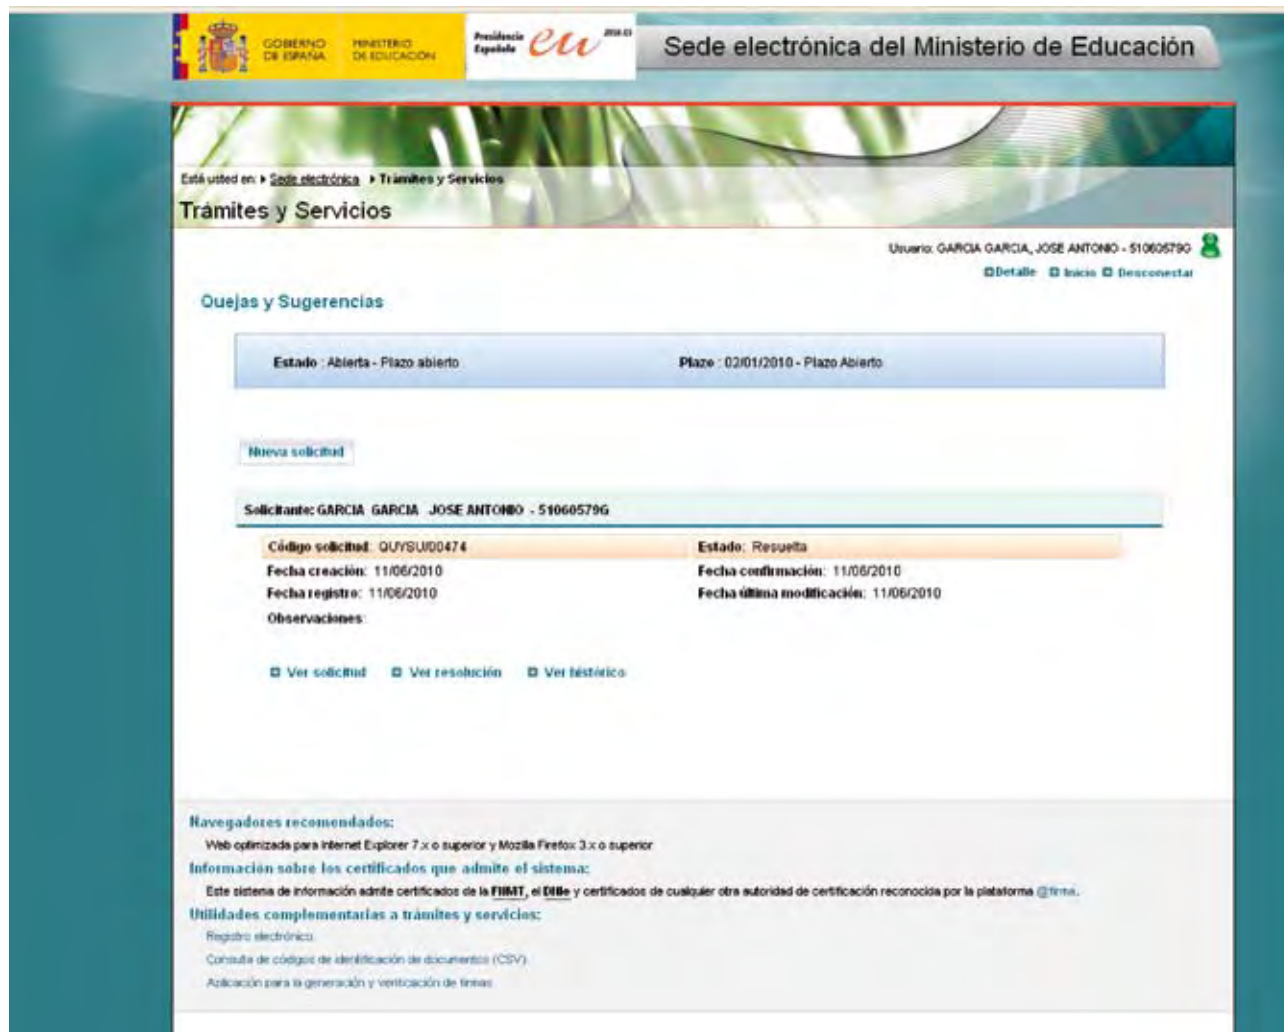 GOBIERNO DE ESPAÑA
MINISTERIO DE EDUCACIÓN
Presidencia Española eu 2010.es
Sede electrónica del Ministerio de Educación
Está usted en: Sede electrónica Trámites y Servicios
Trámites y Servicios
Usuario: GARCIA GARCIA, JOSE ANTONIO - 51060579G
Detalle Inicio Desconectar
Quejas y Sugerencias
Estado : Abierta - Plazo abierto Plazo : 02/01/2010 - Plazo Abierto
Nueva solicitud
Solicitante: GARCIA GARCIA JOSE ANTONIO - 51060579G
Código solicitud: QUYSU/00474 Estado: Resuelta
Fecha creación: 11/06/2010 Fecha confirmación: 11/06/2010
Fecha registro: 11/06/2010 Fecha última modificación: 11/06/2010
Observaciones:
Ver solicitud Ver resolución Ver histórico
Navegadores recomendados:
Web optimizada para Internet Explorer 7.x o superior y Mozilla Firefox 3.x o superior
Información sobre los certificados que admite el sistema:
Este sistema de información admite certificados de la FNMT, el DNIe y certificados de cualquier otra autoridad de certificación reconocida por la plataforma @firma.
Utilidades complementarias a trámites y servicios:
Registro electrónico
Consulta de códigos de identificación de documentos (CSV)
Aplicación para la generación y verificación de firmas